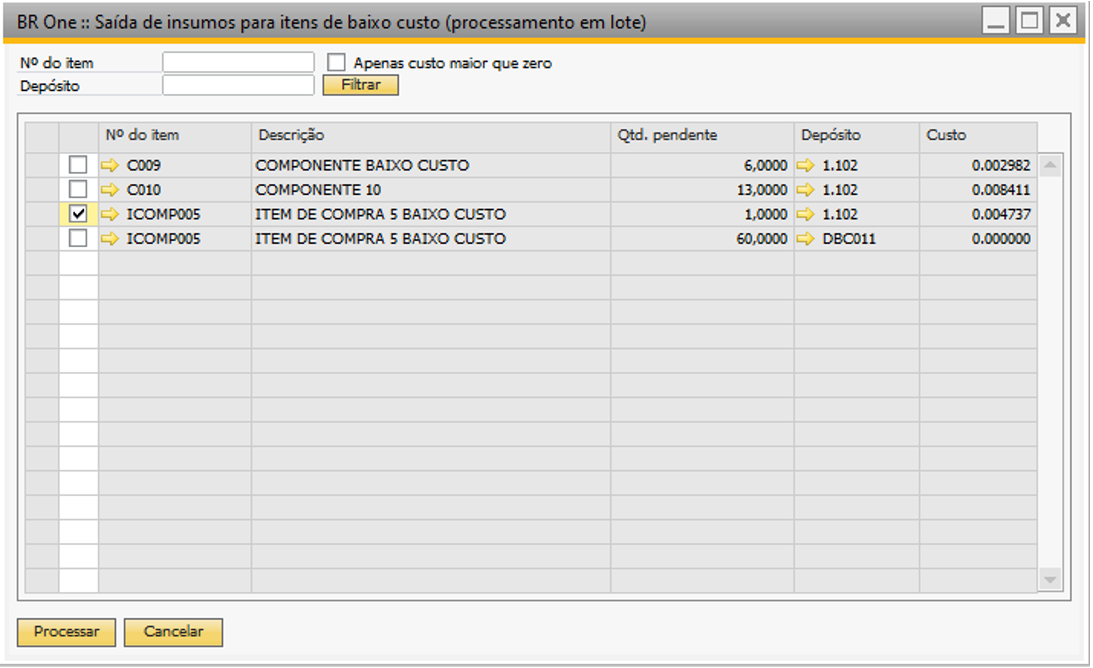 BR One :: Saída de insumos para itens de baixo custo (processamento em lote)
Nº do item Apenas custo maior que zero
Depósito Filtrar
Nº do item Descrição Qtd. pendente Depósito Custo
C009 COMPONENTE BAIXO CUSTO 6,0000 1.102 0.002982
C010 COMPONENTE 10 13,0000 1.102 0.008411
ICOMP005 ITEM DE COMPRA 5 BAIXO CUSTO 1,0000 1.102 0.004737
ICOMP005 ITEM DE COMPRA 5 BAIXO CUSTO 60,0000 DBC011 0.000000
Processar Cancelar